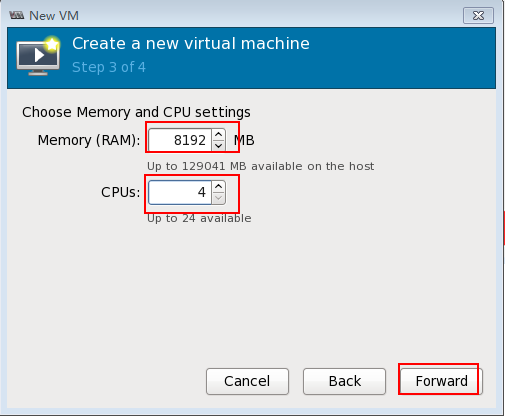 New VM
Create a new virtual machine
Step 3 of 4
Choose Memory and CPU settings
Memory (RAM): 8192 MB
Up to 129041 MB available on the host
CPUs: 4
Up to 24 available
Cancel Back Forward